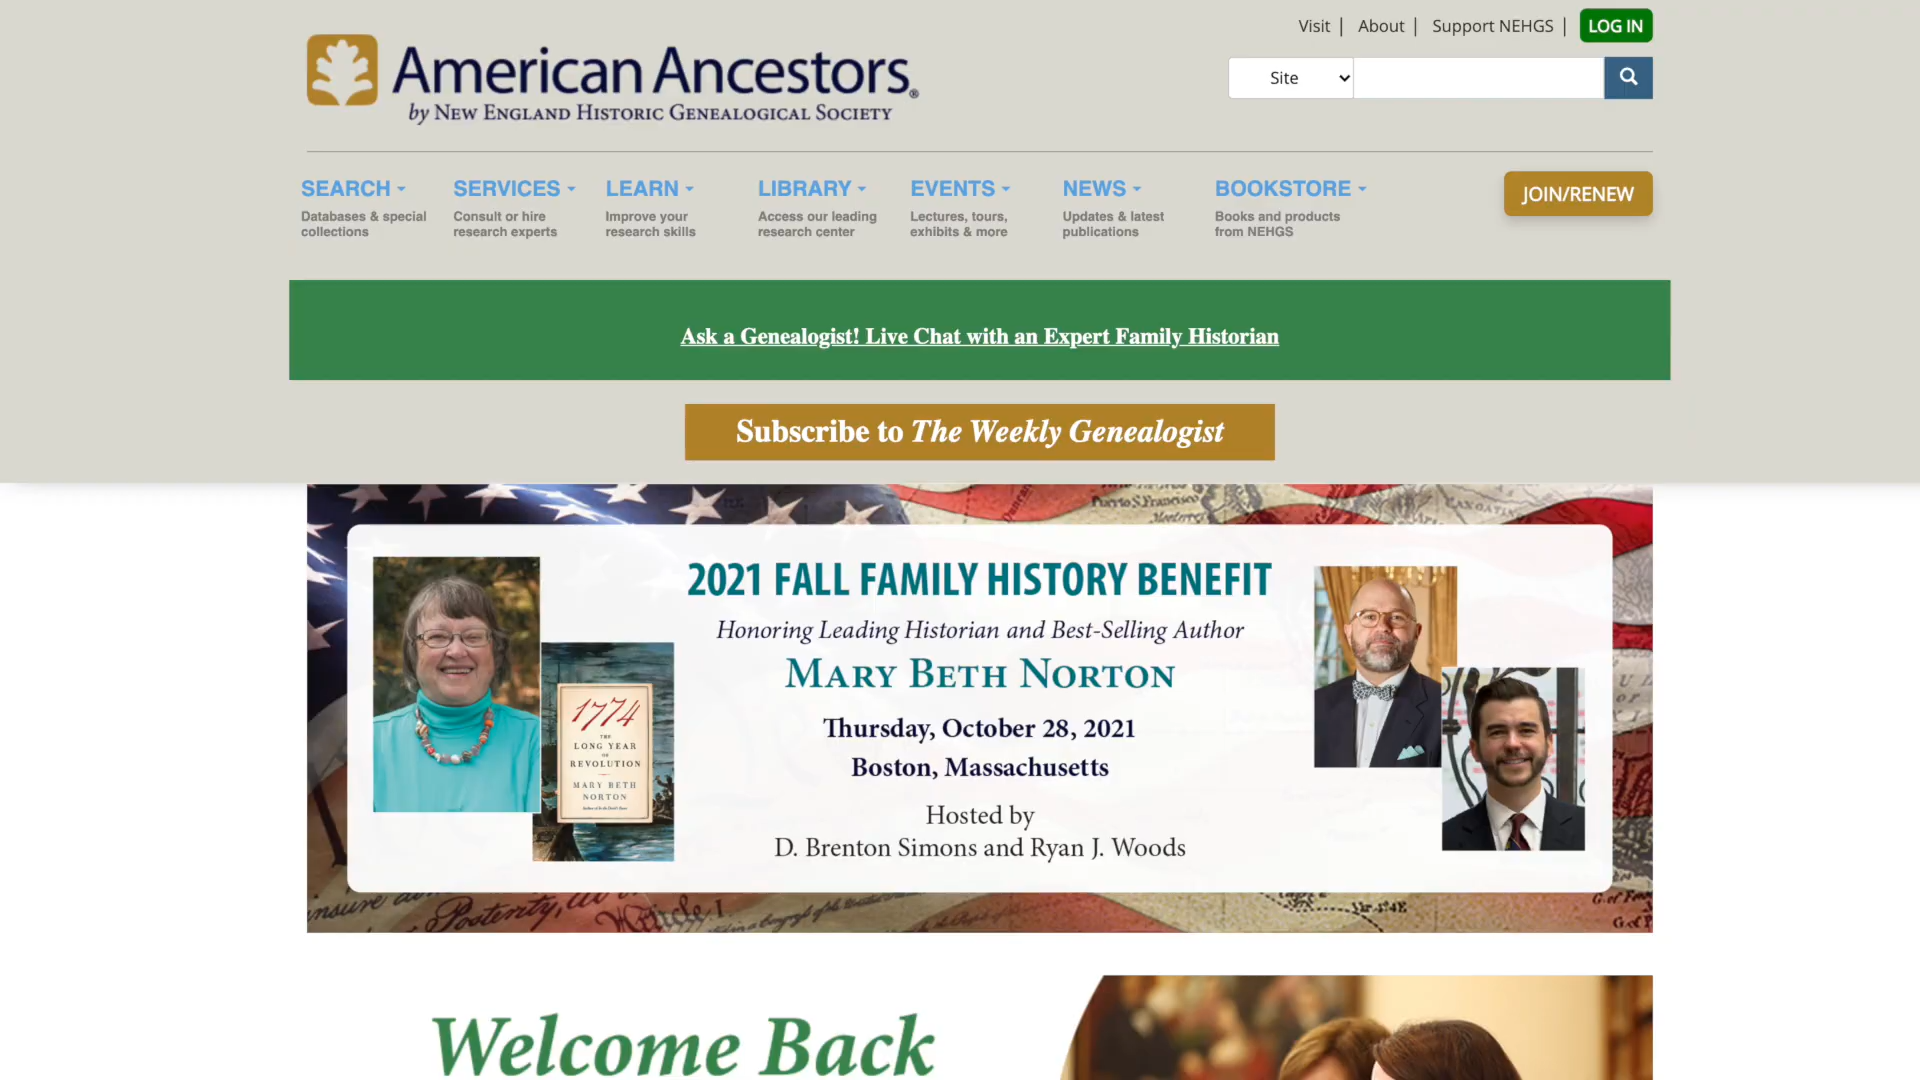 Visit | About | Support NEHGS | LOG IN
American Ancestors®
by New England Historic Genealogical Society
Site
SEARCH SERVICES LEARN LIBRARY EVENTS NEWS BOOKSTORE
JOIN/RENEW
Databases & special
collections
Consult or hire
research experts
Improve your
research skills
Access our leading
research center
Lectures, tours,
exhibits & more
Updates & latest
publications
Books and products
from NEHGS
Ask a Genealogist! Live Chat with an Expert Family Historian
Subscribe to The Weekly Genealogist
2021 FALL FAMILY HISTORY BENEFIT
Honoring Leading Historian and Best-Selling Author
Mary Beth Norton
Thursday, October 28, 2021
Boston, Massachusetts
Hosted by
D. Brenton Simons and Ryan J. Woods
1774
THE
LONG YEAR
OF
REVOLUTION
MARY BETH
NORTON
Posterity,
Welcome Back